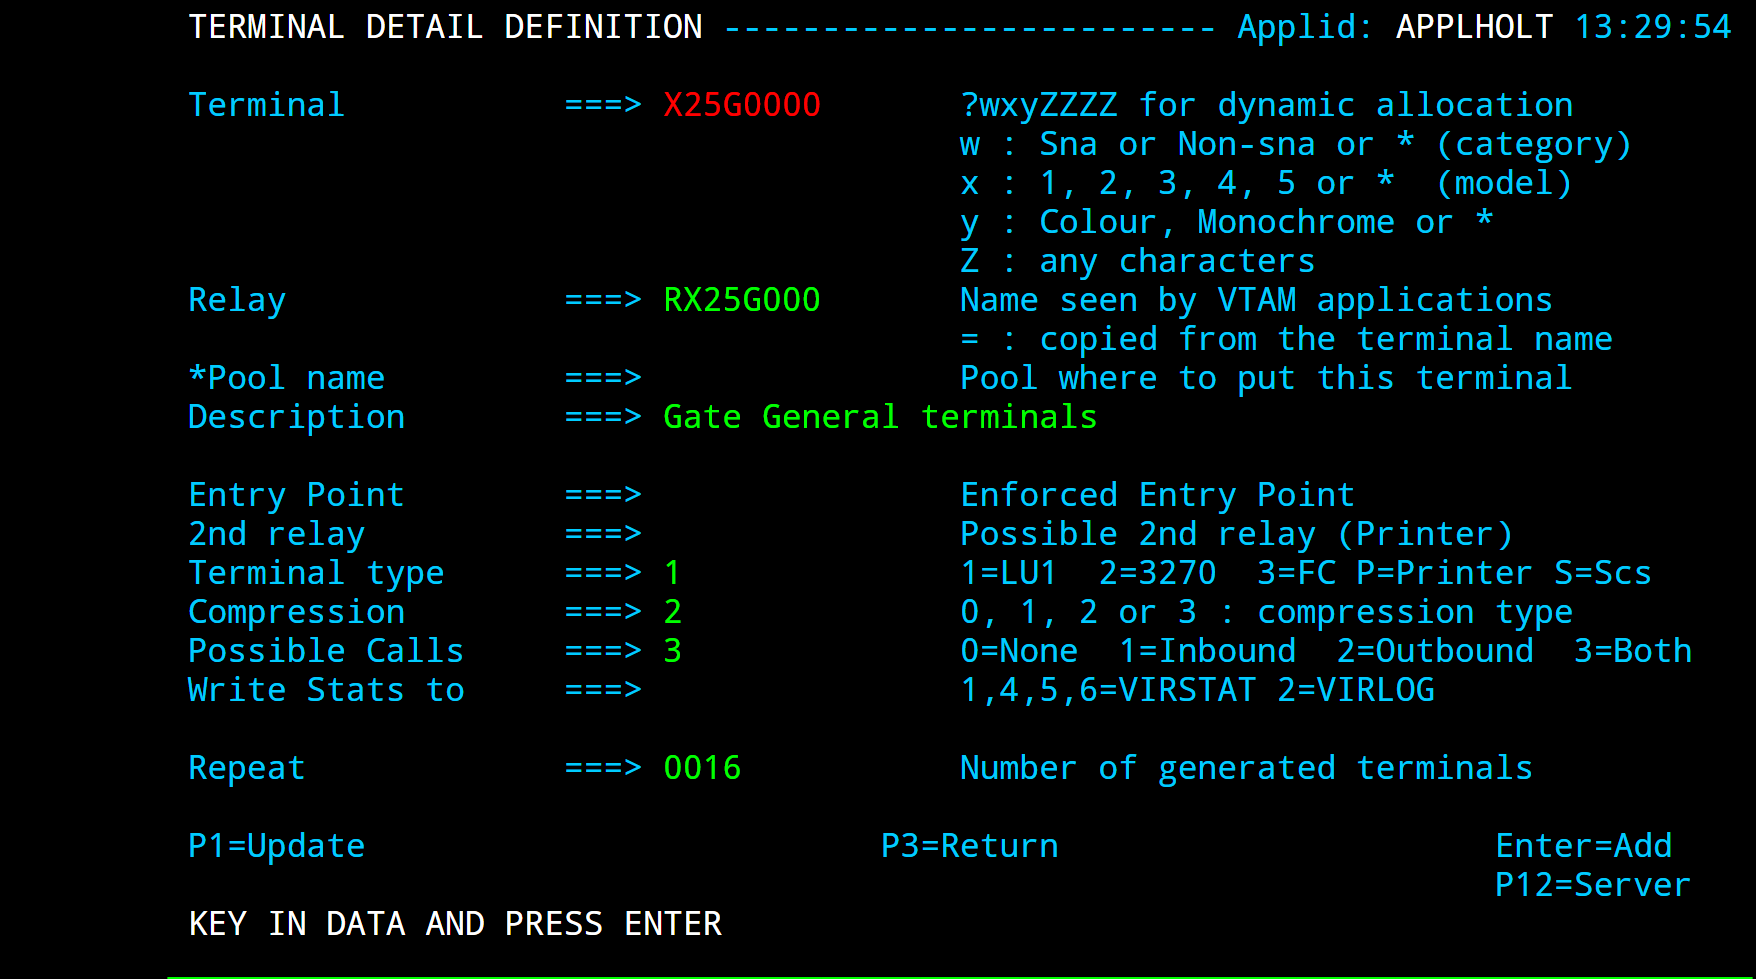 TERMINAL DETAIL DEFINITION ------------------------- Applid: APPLHOLT 13:29:54
Terminal ===> X25G0000 ?wxyZZZZ for dynamic allocation
w : Sna or Non-sna or * (category)
x : 1, 2, 3, 4, 5 or * (model)
y : Colour, Monochrome or *
Z : any characters
Relay ===> RX25G000 Name seen by VTAM applications
= : copied from the terminal name
*Pool name ===> Pool where to put this terminal
Description ===> Gate General terminals
Entry Point ===> Enforced Entry Point
2nd relay ===> Possible 2nd relay (Printer)
Terminal type ===> 1 1=LU1 2=3270 3=FC P=Printer S=Scs
Compression ===> 2 0, 1, 2 or 3 : compression type
Possible Calls ===> 3 0=None 1=Inbound 2=Outbound 3=Both
Write Stats to ===> 1,4,5,6=VIRSTAT 2=VIRLOG
Repeat ===> 0016 Number of generated terminals
P1=Update P3=Return Enter=Add
P12=Server
KEY IN DATA AND PRESS ENTER